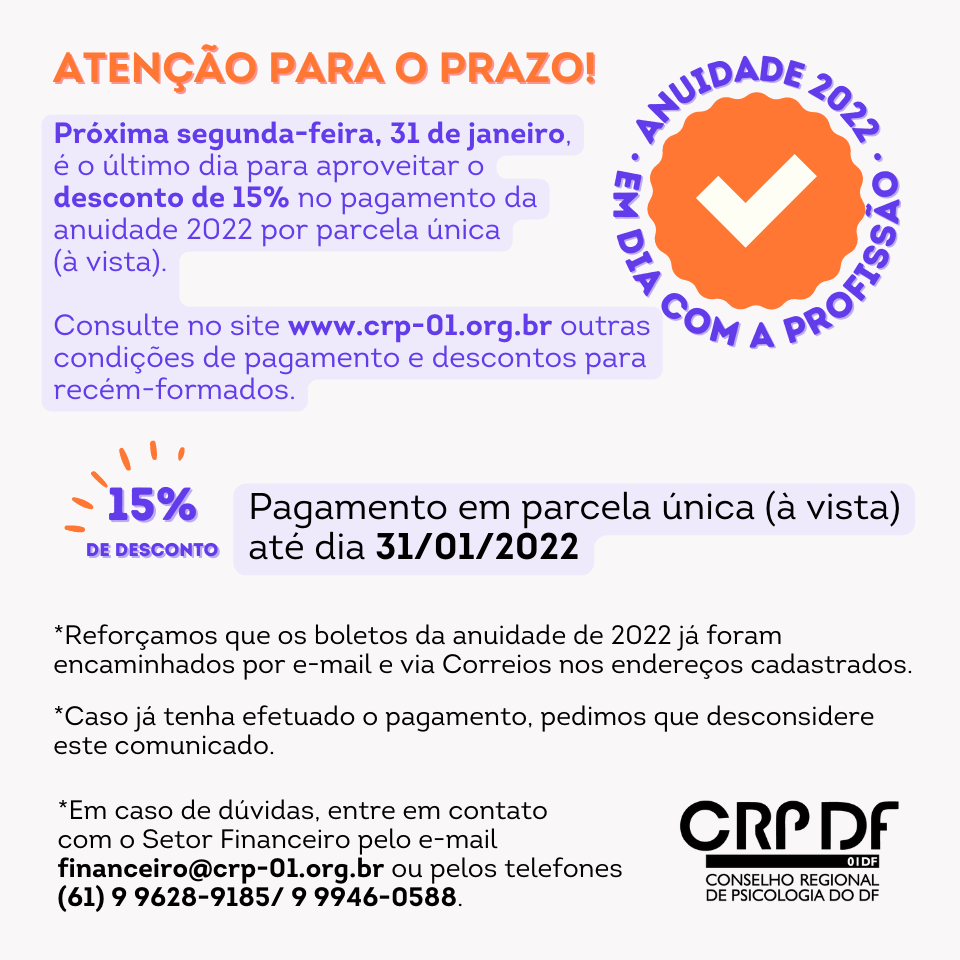 ATENÇÃO PARA O PRAZO!
Próxima segunda-feira, 31 de janeiro,
é o último dia para aproveitar o
desconto de 15% no pagamento da
anuidade 2022 por parcela única
(à vista).
Consulte no site www.crp-01.org.br outras
condições de pagamento e descontos para
recém-formados.
· ANUIDADE 2022 ·
EM DIA COM A PROFISSÃO
15%
DE DESCONTO
Pagamento em parcela única (à vista)
até dia 31/01/2022
*Reforçamos que os boletos da anuidade de 2022 já foram
encaminhados por e-mail e via Correios nos endereços cadastrados.
*Caso já tenha efetuado o pagamento, pedimos que desconsidere
este comunicado.
*Em caso de dúvidas, entre em contato
com o Setor Financeiro pelo e-mail
financeiro@crp-01.org.br ou pelos telefones
(61) 9 9628-9185/ 9 9946-0588.
CRP DF
01DF
CONSELHO REGIONAL
DE PSICOLOGIA DO DF